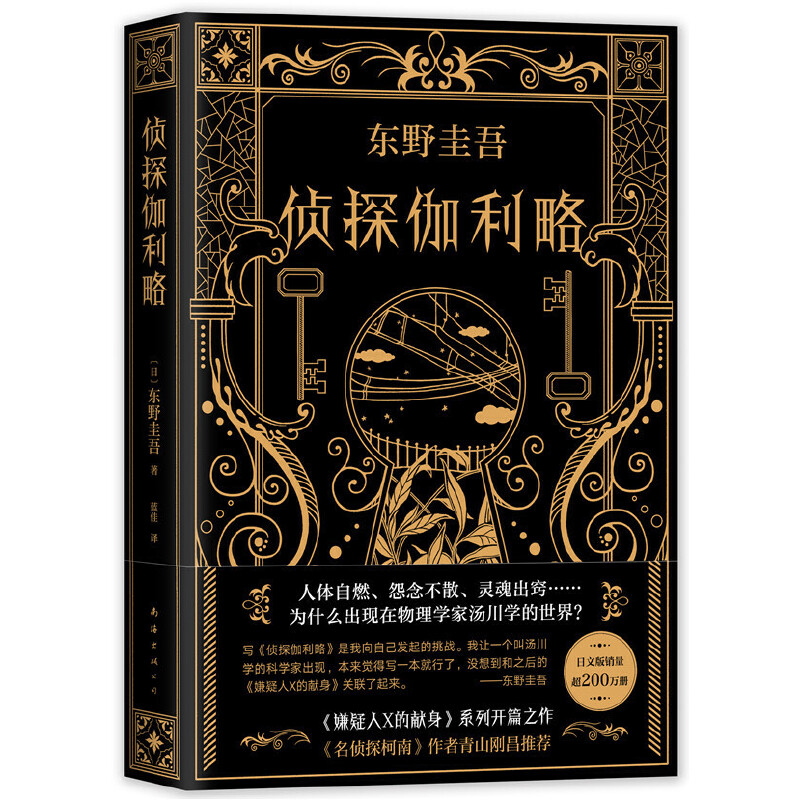 侦探伽利略
〔日〕东野圭吾 著
蓝佳 译
南海出版公司
东野圭吾
侦探伽利略
人体自燃、怨念不散、灵魂出窍……
为什么出现在物理学家汤川学的世界？
写《侦探伽利略》是我向自己发起的挑战。我让一个叫汤川
学的科学家出现，本来觉得写一本就行了，没想到和之后的
《嫌疑人X的献身》关联了起来。 ——东野圭吾
日文版销量
超200万册
《嫌疑人X的献身》系列开篇之作
《名侦探柯南》作者青山刚昌推荐